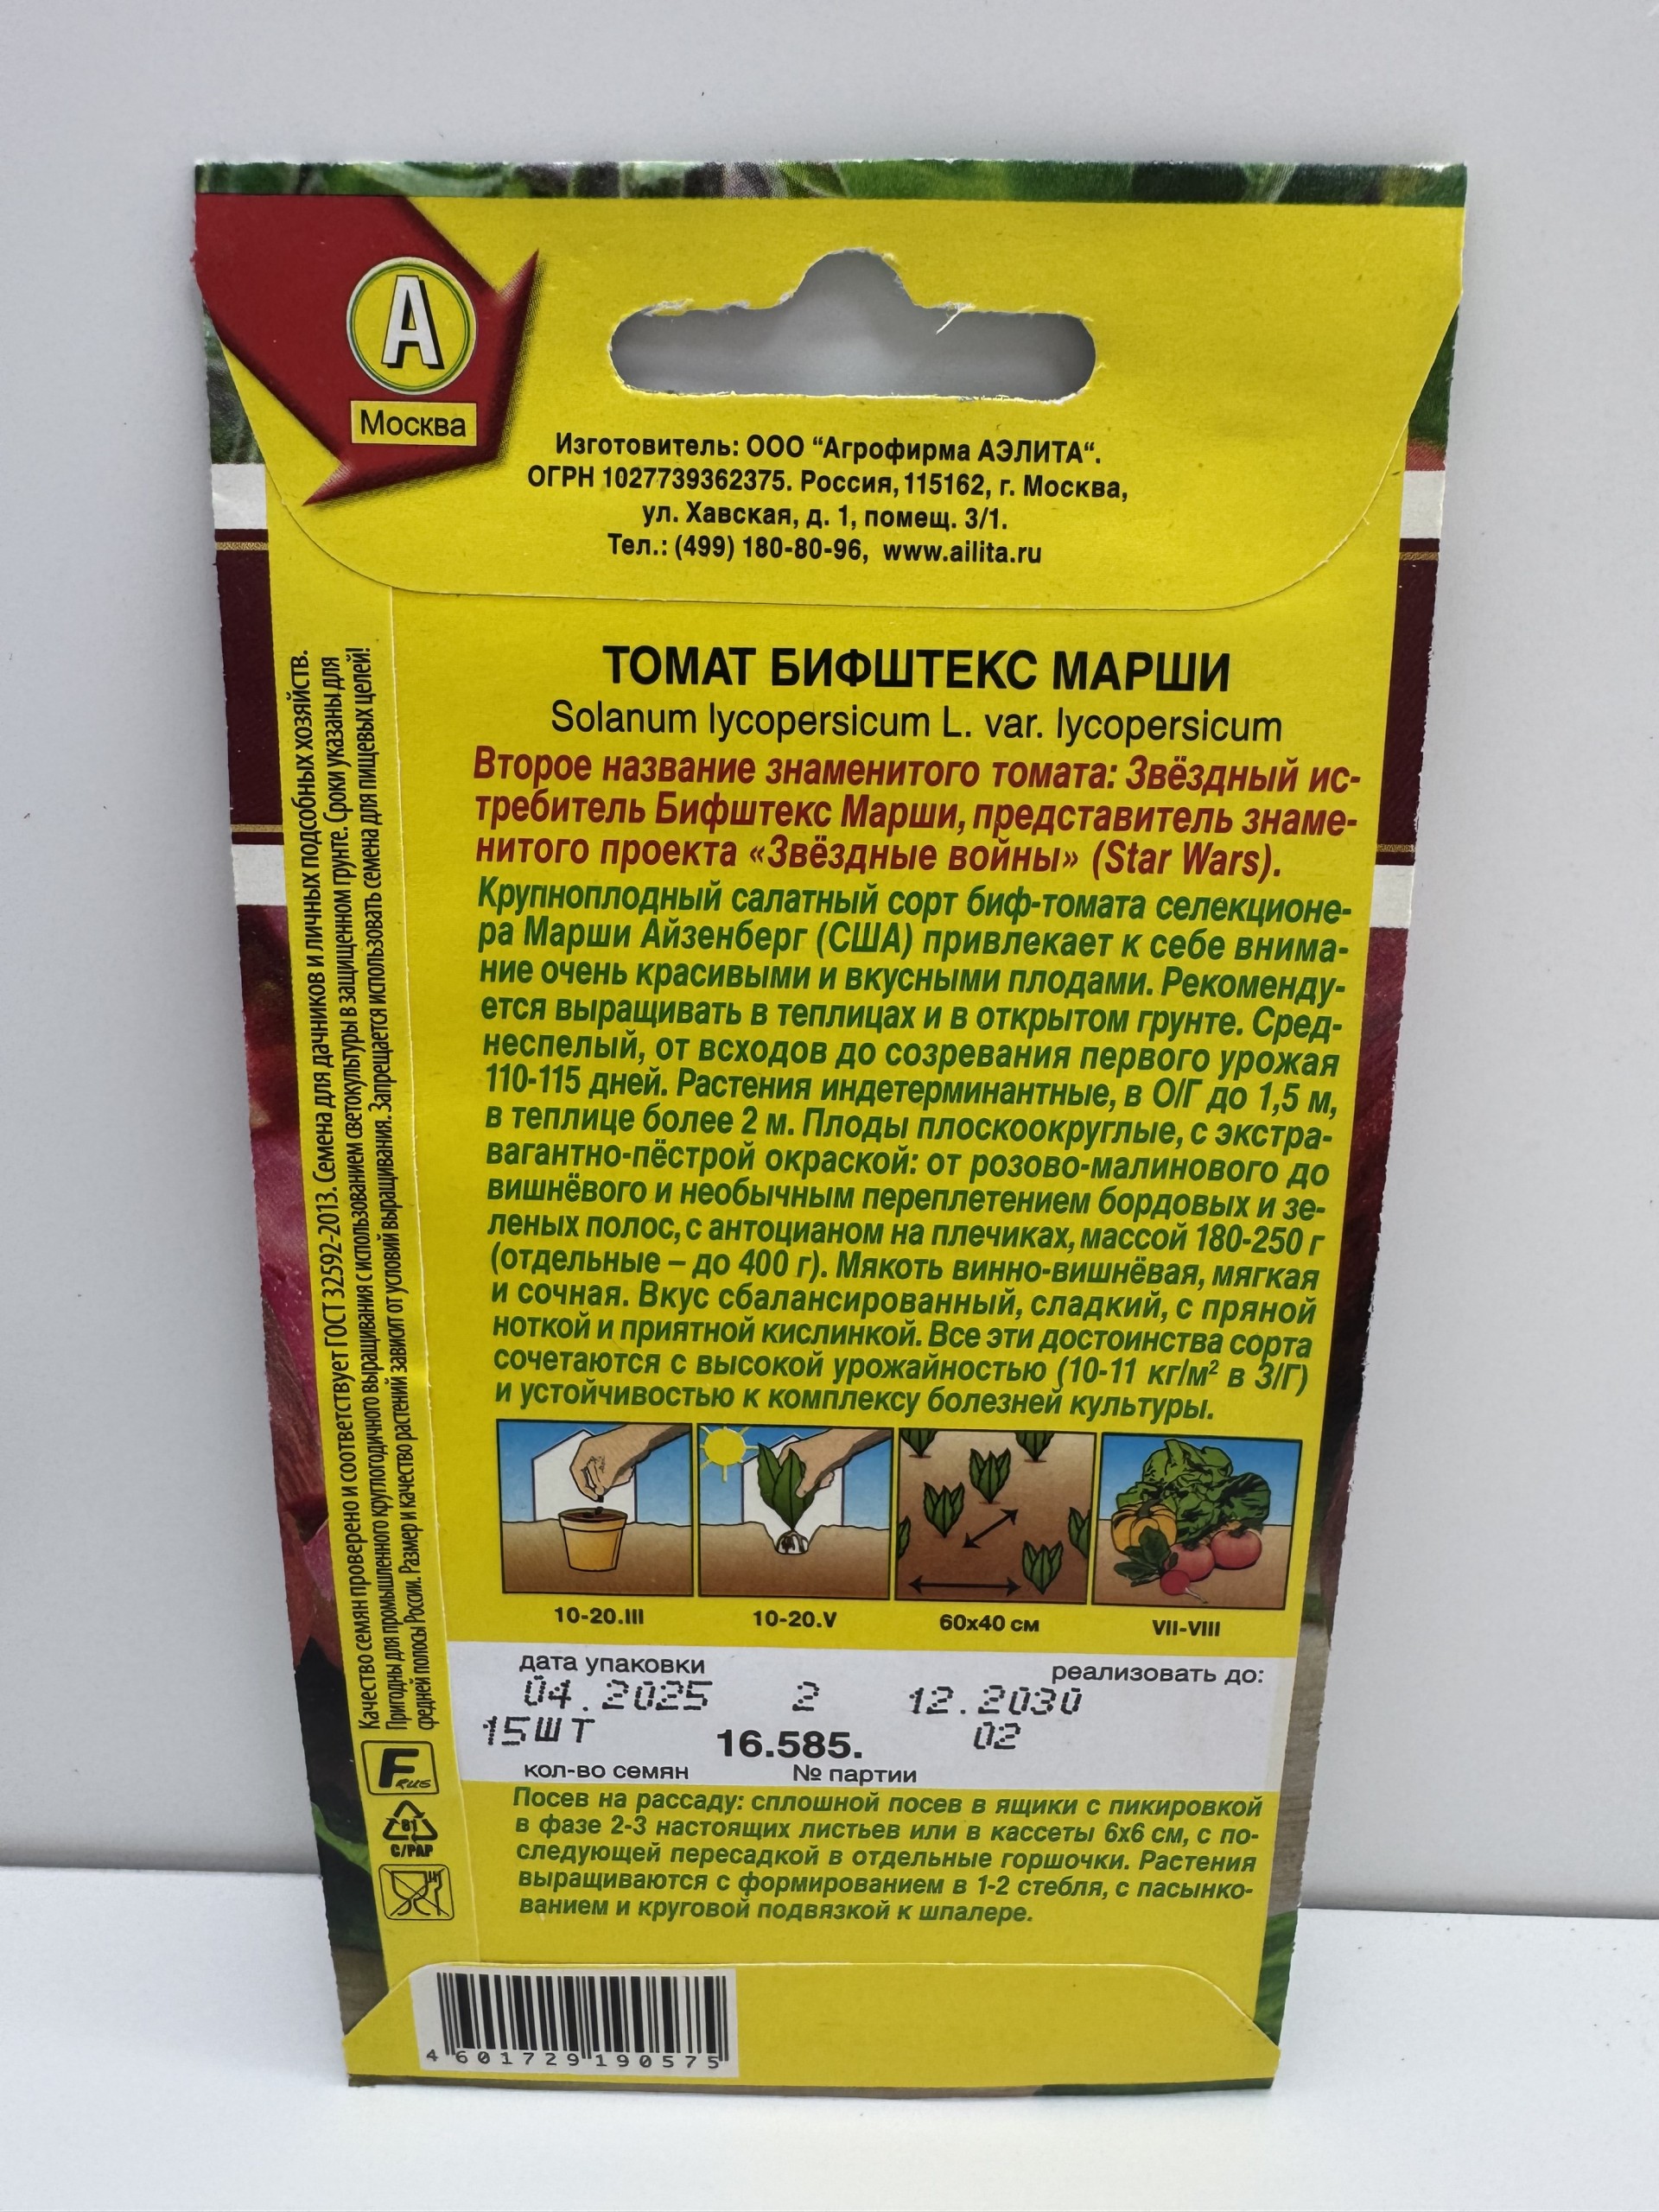 А
Москва
Изготовитель: ООО “Агрофирма АЭЛИТА“.
ОГРН 1027739362375. Россия, 115162, г. Москва,
ул. Хавская, д. 1, помещ. 3/1.
Тел.: (499) 180-80-96, www.ailita.ru
ТОМАТ БИФШТЕКС МАРШИ
Solanum lycopersicum L. var. lycopersicum
Второе название знаменитого томата: Звёздный ис-
требитель Бифштекс Марши, представитель знаме-
нитого проекта «Звёздные войны» (Star Wars).
Крупноплодный салатный сорт биф-томата селекционе-
ра Марши Айзенберг (США) привлекает к себе внима-
ние очень красивыми и вкусными плодами. Рекоменду-
ется выращивать в теплицах и в открытом грунте. Сред-
неспелый, от всходов до созревания первого урожая
110-115 дней. Растения индетерминантные, в О/Г до 1,5 м,
в теплице более 2 м. Плоды плоскоокруглые, с экстра-
вагантно-пёстрой окраской: от розово-малинового до
вишнёвого и необычным переплетением бордовых и зе-
леных полос, с антоцианом на плечиках, массой 180-250 г
(отдельные – до 400 г). Мякоть винно-вишнёвая, мягкая
и сочная. Вкус сбалансированный, сладкий, с пряной
ноткой и приятной кислинкой. Все эти достоинства сорта
сочетаются с высокой урожайностью (10-11 кг/м² в З/Г)
и устойчивостью к комплексу болезней культуры.
10-20.III
10-20.V
60x40 см
VII-VIII
дата упаковки
реализовать до:
04.2025 2 12.2030
15ШТ 16.585. 02
кол-во семян № партии
Посев на рассаду: сплошной посев в ящики с пикировкой
в фазе 2-3 настоящих листьев или в кассеты 6x6 см, с по-
следующей пересадкой в отдельные горшочки. Растения
выращиваются с формированием в 1-2 стебля, с пасынко-
ванием и круговой подвязкой к шпалере.
Качество семян проверено и соответствует ГОСТ 32592-2013. Семена для дачников и личных подсобных хозяйств.
Пригодны для промышленного круглогодичного выращивания с использованием светокультуры в защищенном грунте. Сроки указаны для
средней полосы России. Размер и качество растений зависит от условий выращивания. Запрещается использовать семена для пищевых целей!
F RUS
81
C/PAP
4 601729 190575